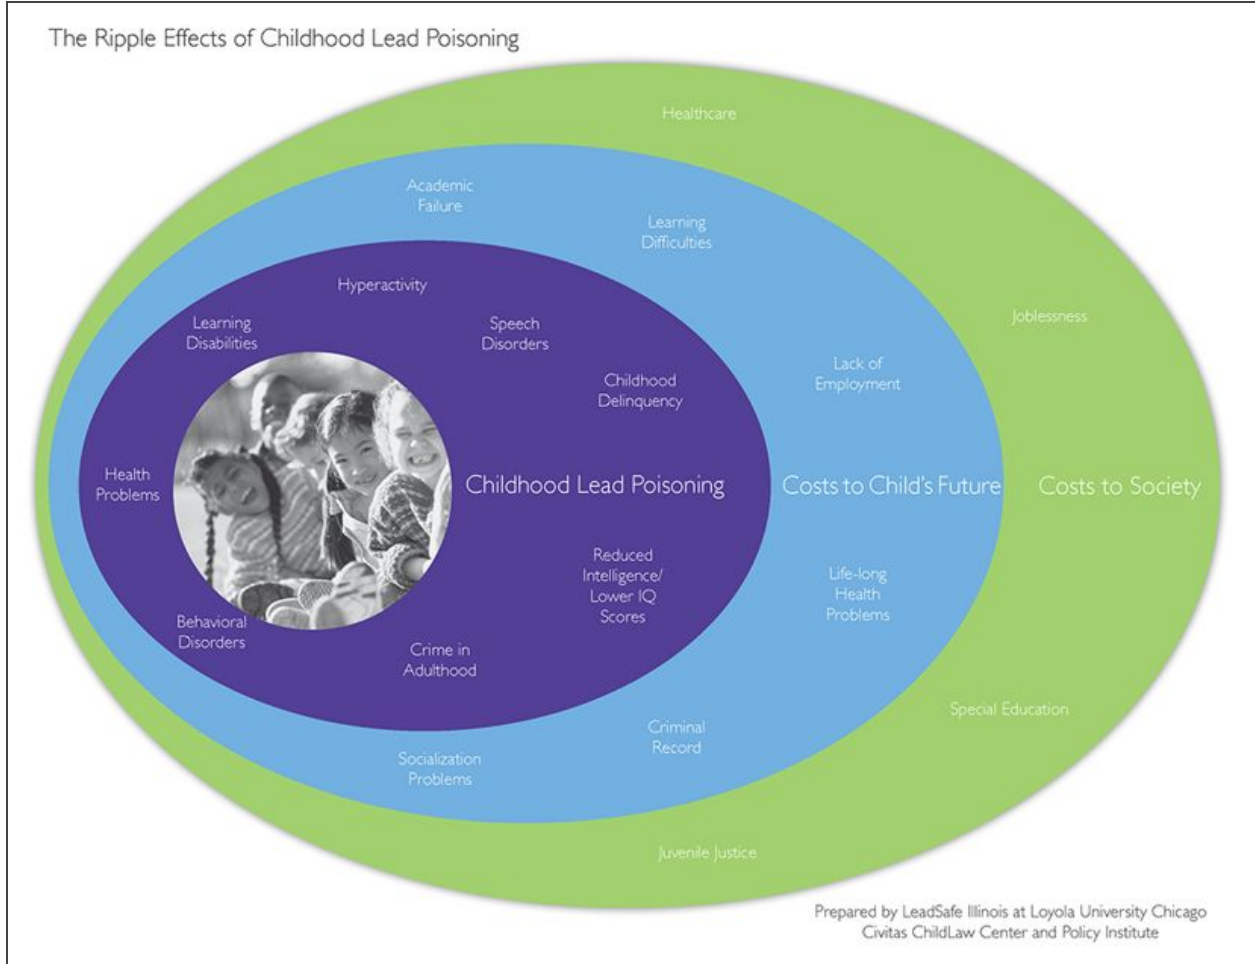 The Ripple Effects of Childhood Lead Poisoning
Healthcare
Academic
Failure
Learning
Difficulties
Hyperactivity
Learning
Disabilities
Speech
Disorders
Joblessness
Lack of
Employment
Childhood
Delinquency
Health
Problems
Childhood Lead Poisoning
Costs to Child's Future
Costs to Society
Reduced
Intelligence/
Lower IQ
Scores
Life-long
Health
Problems
Behavioral
Disorders
Crime in
Adulthood
Special Education
Criminal
Record
Socialization
Problems
Juvenile Justice
Prepared by LeadSafe Illinois at Loyola University Chicago
Civitas ChildLaw Center and Policy Institute